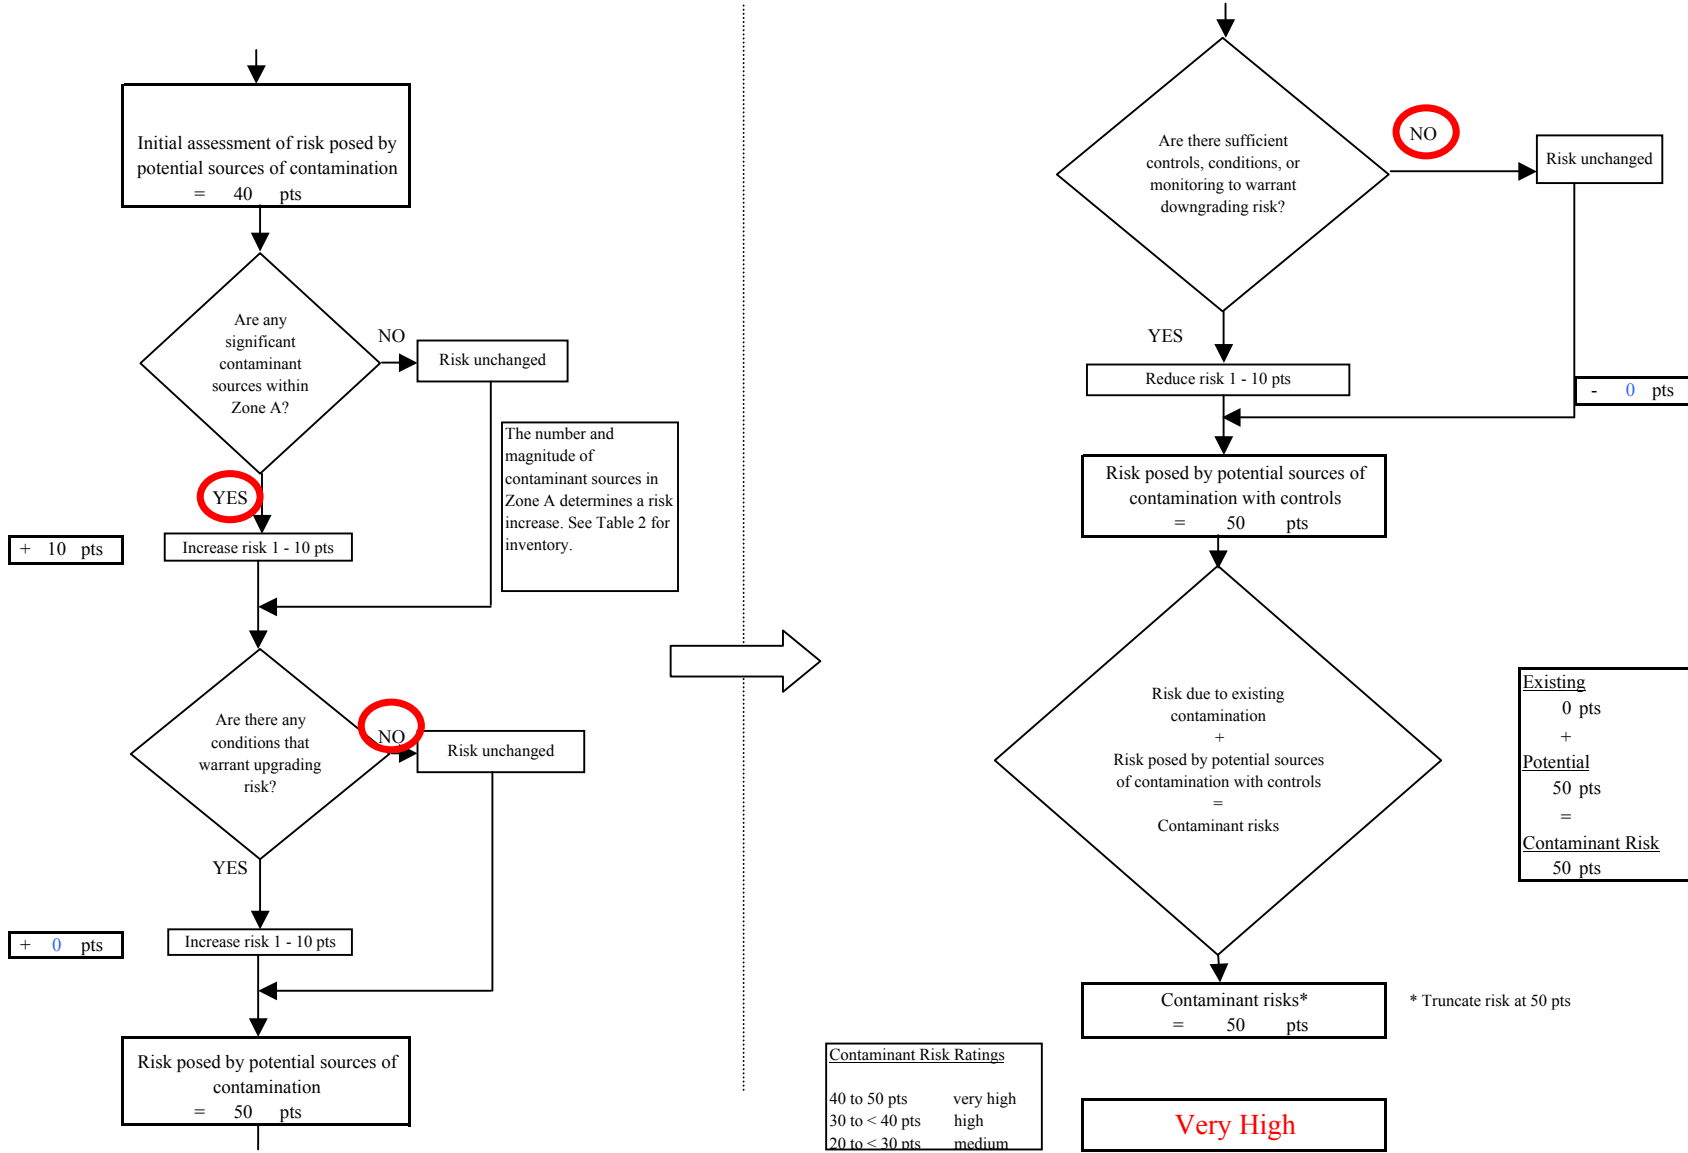 Initial assessment of risk posed by
potential sources of contamination
= 40 pts
Are any
significant
contaminant
sources within
Zone A?
NO
Risk unchanged
The number and
magnitude of
contaminant sources in
Zone A determines a risk
increase. See Table 2 for
inventory.
YES
+ 10 pts
Increase risk 1 - 10 pts
Are there any
conditions that
warrant upgrading
risk?
NO
Risk unchanged
YES
+ 0 pts
Increase risk 1 - 10 pts
Risk posed by potential sources of
contamination
= 50 pts
Are there sufficient
controls, conditions, or
monitoring to warrant
downgrading risk?
NO
Risk unchanged
YES
Reduce risk 1 - 10 pts
- 0 pts
Risk posed by potential sources of
contamination with controls
= 50 pts
Risk due to existing
contamination
+
Risk posed by potential sources
of contamination with controls
=
Contaminant risks
Existing
0 pts
+
Potential
50 pts
=
Contaminant Risk
50 pts
Contaminant risks*
= 50 pts
* Truncate risk at 50 pts
Contaminant Risk Ratings
40 to 50 pts very high
30 to < 40 pts high
20 to < 30 pts medium
Very High